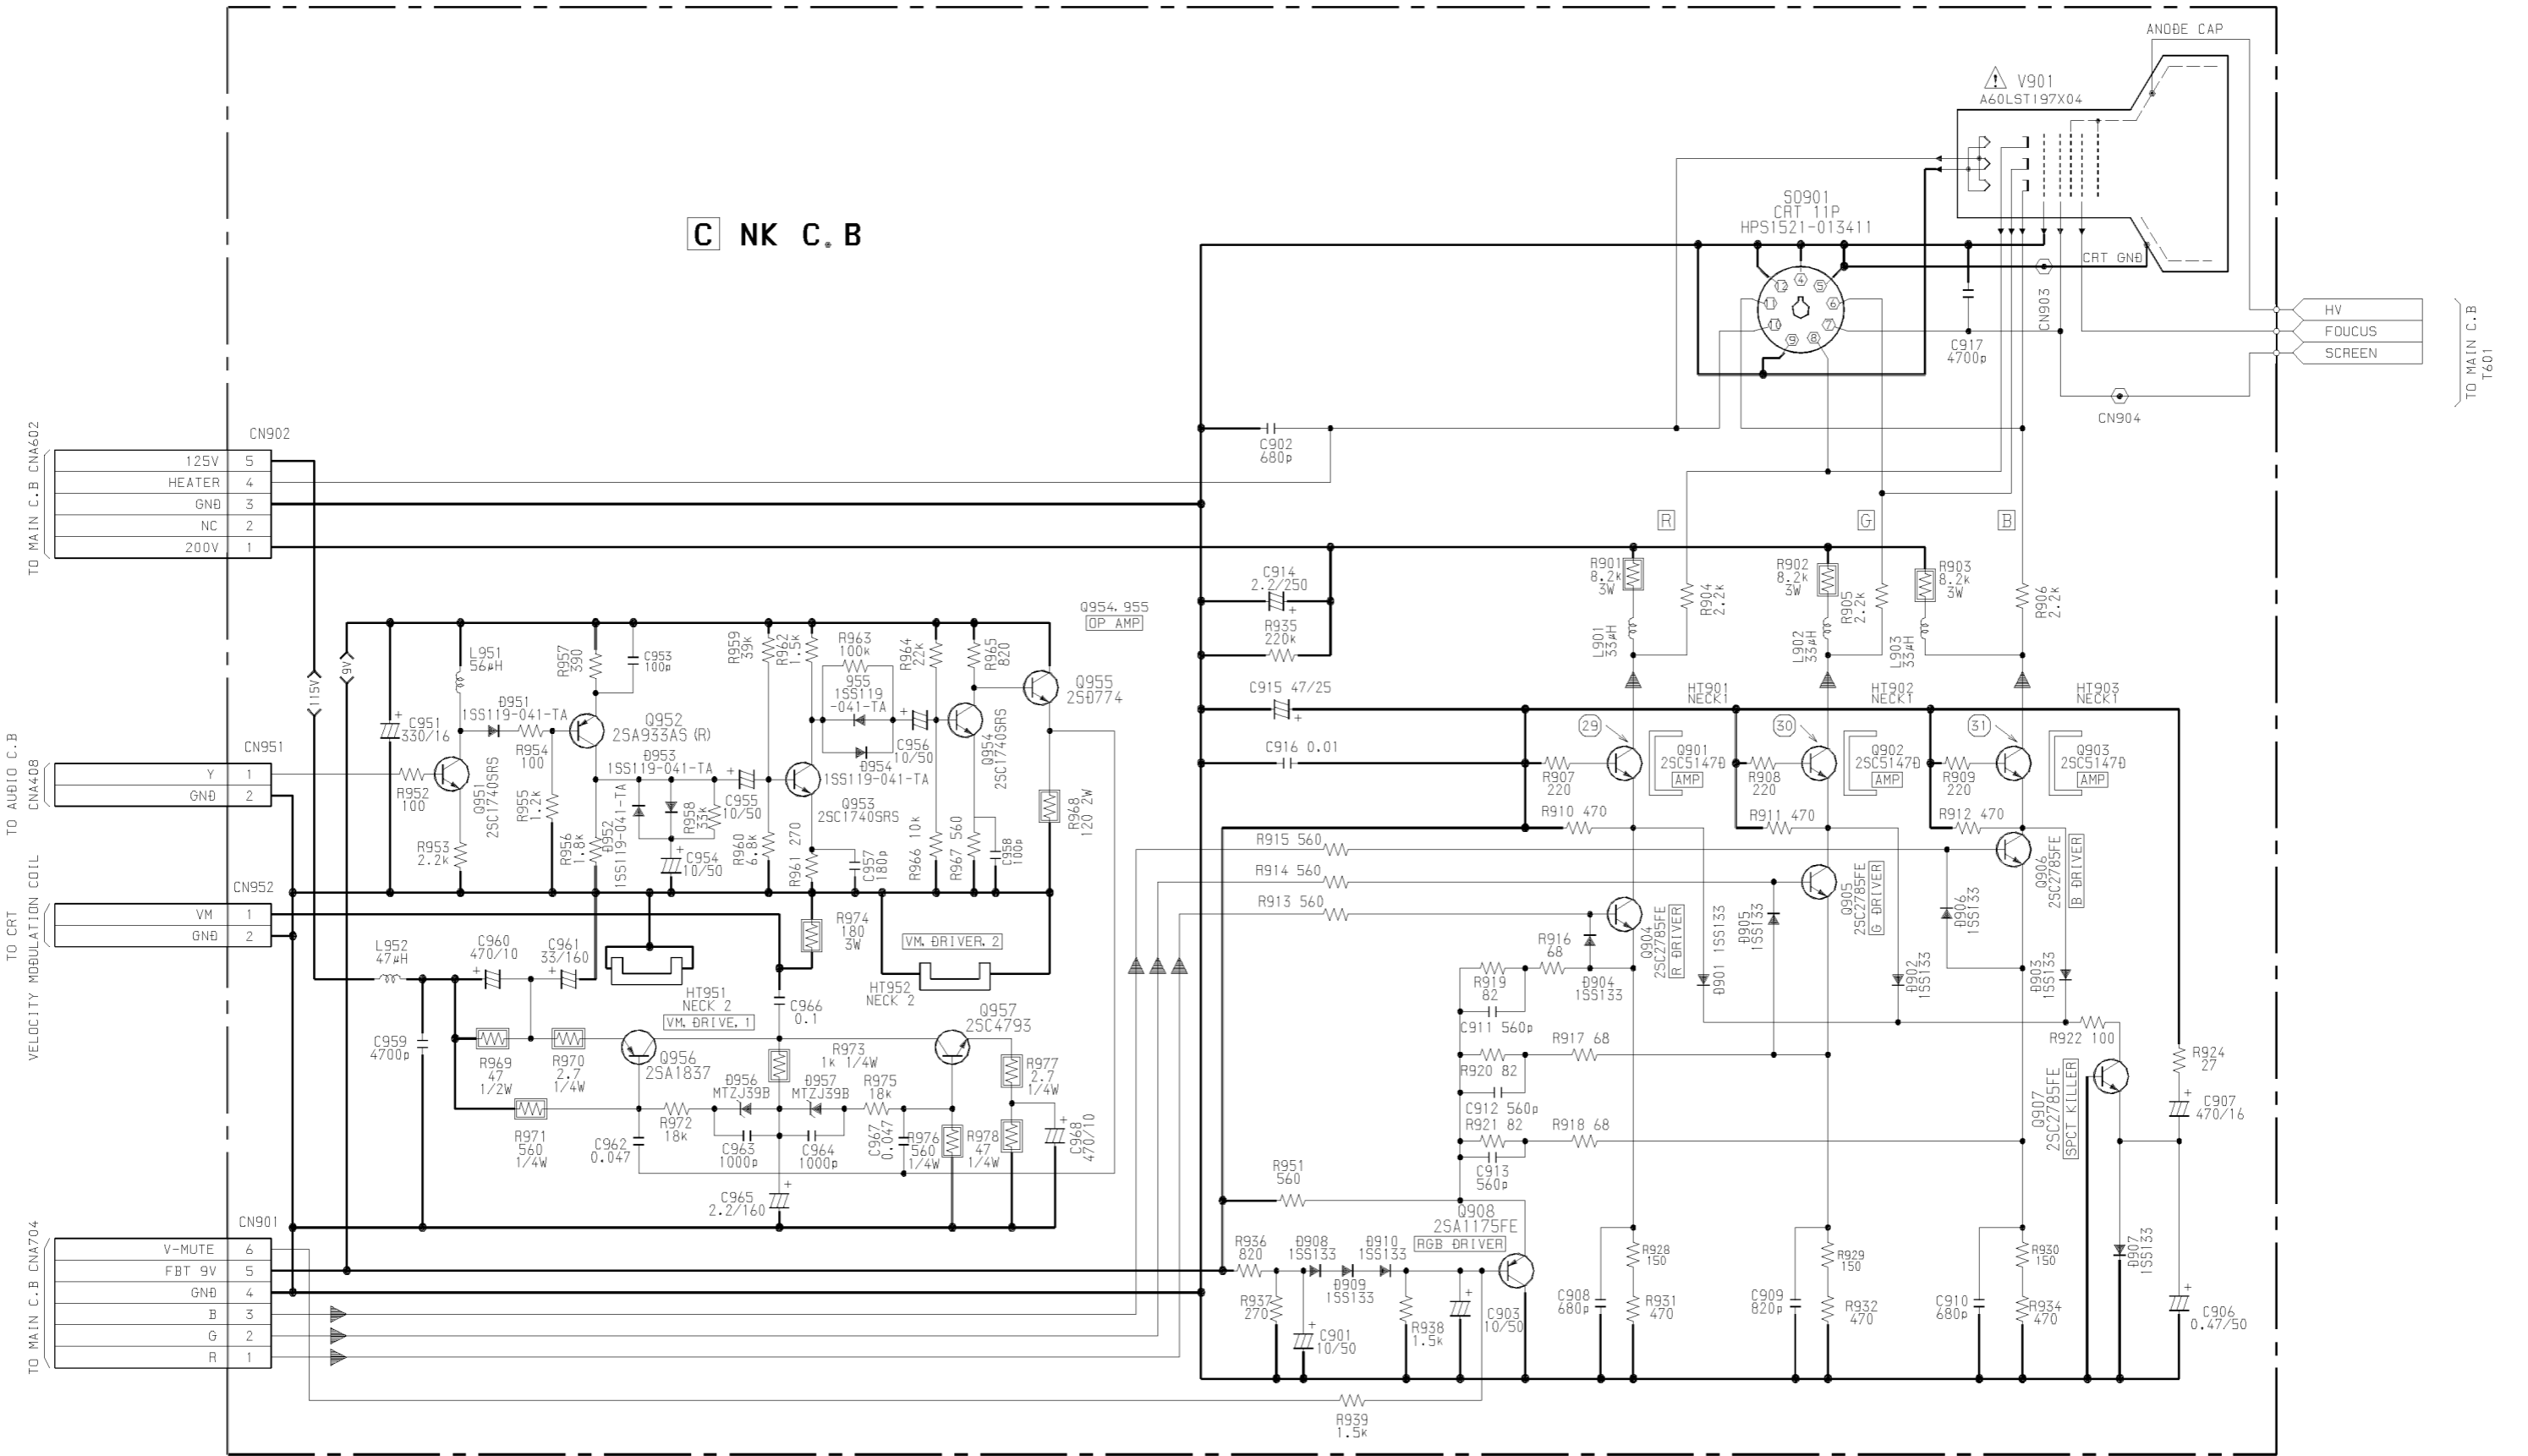 ANODE CAP
V901
A60LST197X04
C NK C.B
S0901
CRT 11P
HPS1521-013411
12
4
5
11
6
10
7
9
8
CRT GND
CN903
C917
4700p
CN904
HV
FOUCUS
SCREEN
TO MAIN C.B
T601
TO MAIN C.B CNA602
CN902
125V 5
HEATER 4
GND 3
NC 2
200V 1
C902
680p
R
G
B
C914
2.2/250
+
R935
220k
R901
8.2k
3W
L901
33µH
R904
2.2k
R902
8.2k
3W
L902
33µH
R905
2.2k
R903
8.2k
3W
L903
33µH
R906
2.2k
Q954.955
OP AMP
115V
9V
C951
330/16
L951
56µH
D951
1SS119-041-TA
R957
390
C953
100p
Q952
2SA933AS (R)
R954
100
D953
1SS119-041-TA
R959
39k
R962
1.5k
R963
100k
955
1SS119
-041-TA
D954
1SS119-041-TA
C956
10/50
R964
22k
R965
820
Q954
2SC1740SRS
Q955
2SD774
R968
120 2W
TO AUDIO C.B
CNA408
CN951
Y 1
GND 2
R952
100
Q951
2SC1740SRS
R953
2.2k
R955
1.2k
R956
1.8k
D952
1SS119-041-TA
R958
33k
C954
10/50
C955
10/50
R960
6.8k
Q953
2SC1740SRS
R961 270
C957
180p
R966 10k
R967 560
C958
100p
C915 47/25
+
C916 0.01
HT901
NECK1
HT902
NECK1
HT903
NECK1
29
30
31
Q901
2SC5147D
AMP
Q902
2SC5147D
AMP
Q903
2SC5147D
AMP
R907
220
R908
220
R909
220
R910 470
R911 470
R912 470
R915 560
R914 560
R913 560
TO CRT
VELOCITY MODULATION COIL
CN952
VM 1
GND 2
L952
47µH
C960
470/10
C961
33/160
HT951
NECK 2
VM. DRIVE. 1
R974
180
3W
VM. DRIVER. 2
HT952
NECK 2
C966
0.1
C959
4700p
R969
47
1/2W
R970
2.7
1/4W
Q956
2SA1837
R973
1k 1/4W
Q957
2SC4793
R977
2.7
1/4W
R971
560
1/4W
R972
18k
D956
MTZJ39B
D957
MTZJ39B
R975
18k
C962
0.047
C963
1000p
C964
1000p
C967
0.047
R976
560
1/4W
R978
47
1/4W
C968
470/10
C965
2.2/160
Q904
2SC2785FE
R DRIVER
Q905
2SC2785FE
G DRIVER
Q906
2SC2785FE
B DRIVER
D901 1SS133
D905
1SS133
D902
1SS133
D906
1SS133
D903
1SS133
R916
68
R919
82
D904
1SS133
C911 560p
R917 68
R920 82
C912 560p
R921 82
R918 68
C913
560p
R922 100
Q907
2SC2785FE
SPCT KILLER
R924
27
C907
470/16
R951
560
Q908
2SA1175FE
RGB DRIVER
R936
820
D908
1SS133
D910
1SS133
D909
1SS133
R937
270
C901
10/50
R938
1.5k
C903
10/50
C908
680p
R928
150
R931
470
C909
820p
R929
150
R932
470
C910
680p
R930
150
R934
470
D907
1SS133
C906
0.47/50
TO MAIN C.B CNA704
CN901
V-MUTE 6
FBT 9V 5
GND 4
B 3
G 2
R 1
R939
1.5k